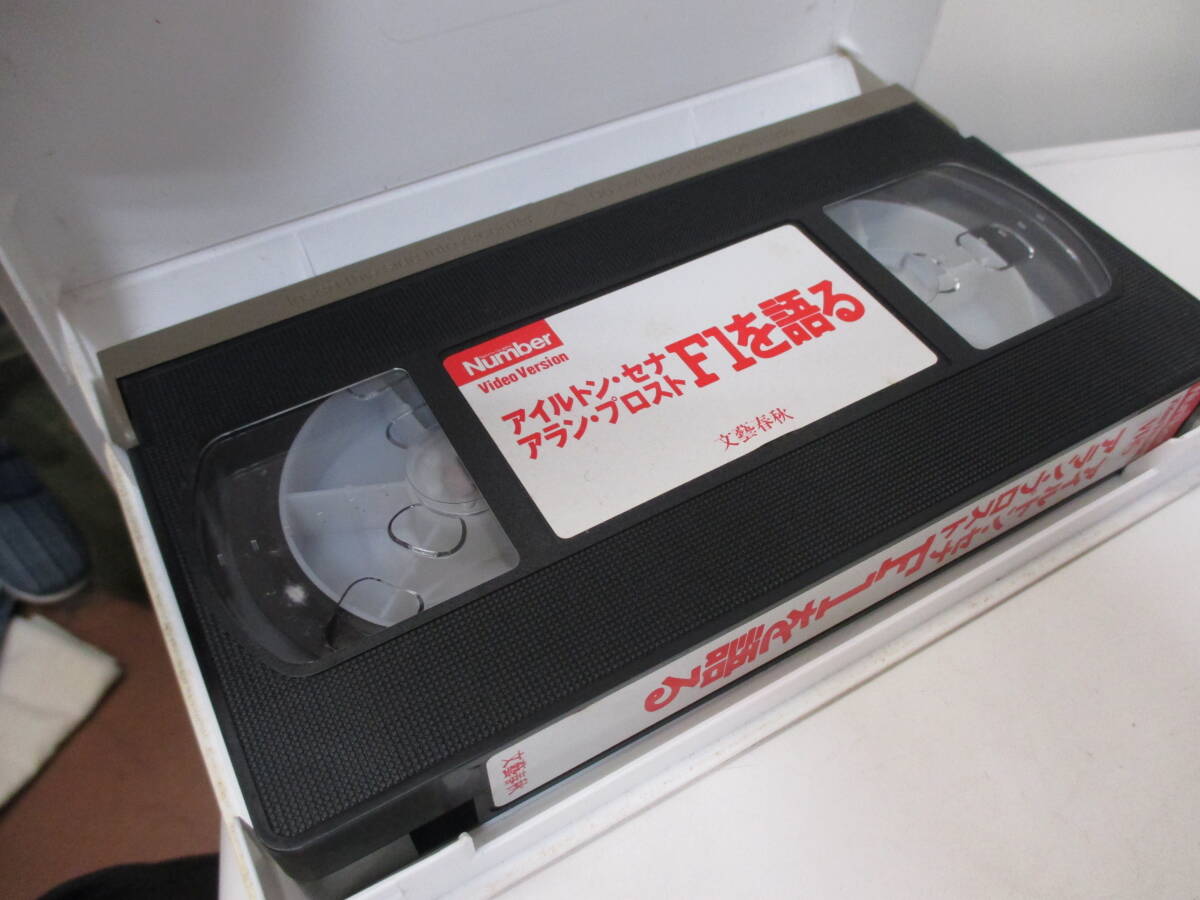 Number
Video Version
アイルトン・セナ
アラン・プロスト
F1を語る
文藝春秋
アイルトン・セナ
アラン・プロスト
F1を語る
文藝春秋